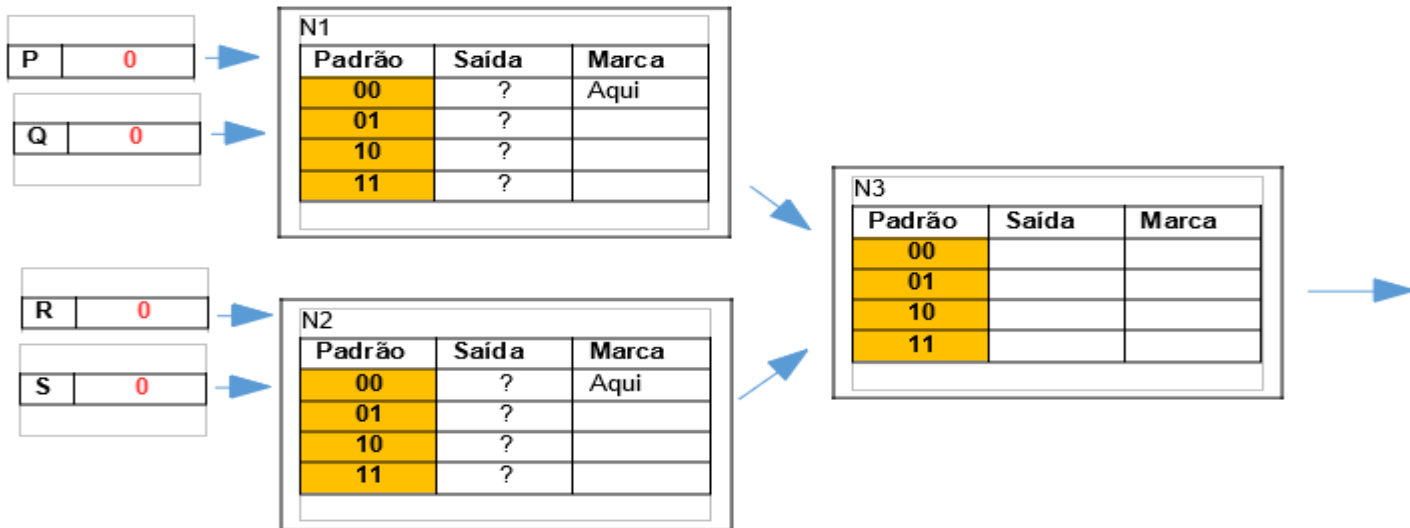 P 0
Q 0
N1
Padrão Saída Marca
00 ? Aqui
01 ?
10 ?
11 ?
R 0
S 0
N2
Padrão Saída Marca
00 ? Aqui
01 ?
10 ?
11 ?
N3
Padrão Saída Marca
00
01
10
11